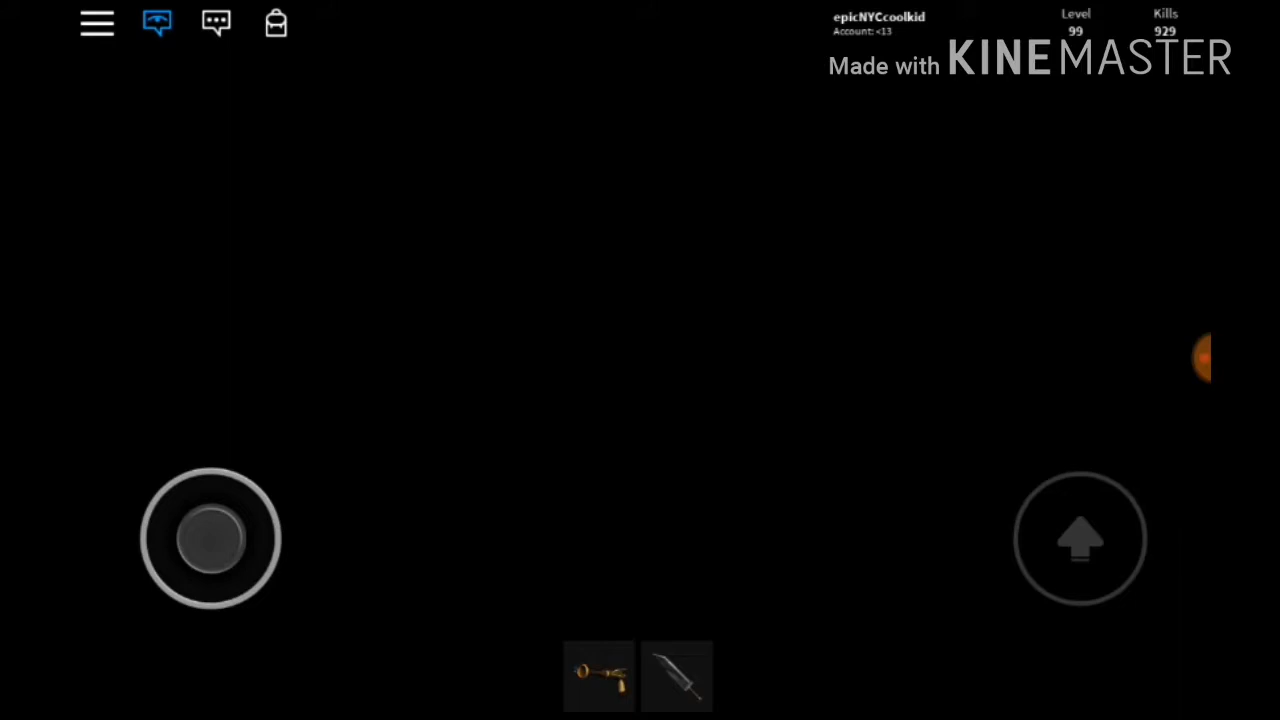 epicNYCcoolkid
Account: <13
Level
99
Kills
929
Made with KINEMASTER